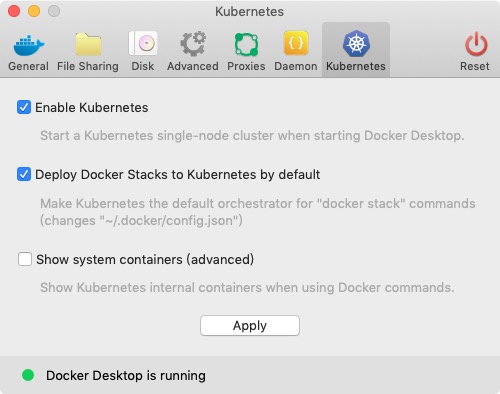 Kubernetes
General File Sharing Disk Advanced Proxies Daemon Kubernetes Reset
Enable Kubernetes
Start a Kubernetes single-node cluster when starting Docker Desktop.
Deploy Docker Stacks to Kubernetes by default
Make Kubernetes the default orchestrator for "docker stack" commands
(changes "~/.docker/config.json")
Show system containers (advanced)
Show Kubernetes internal containers when using Docker commands.
Apply
Docker Desktop is running